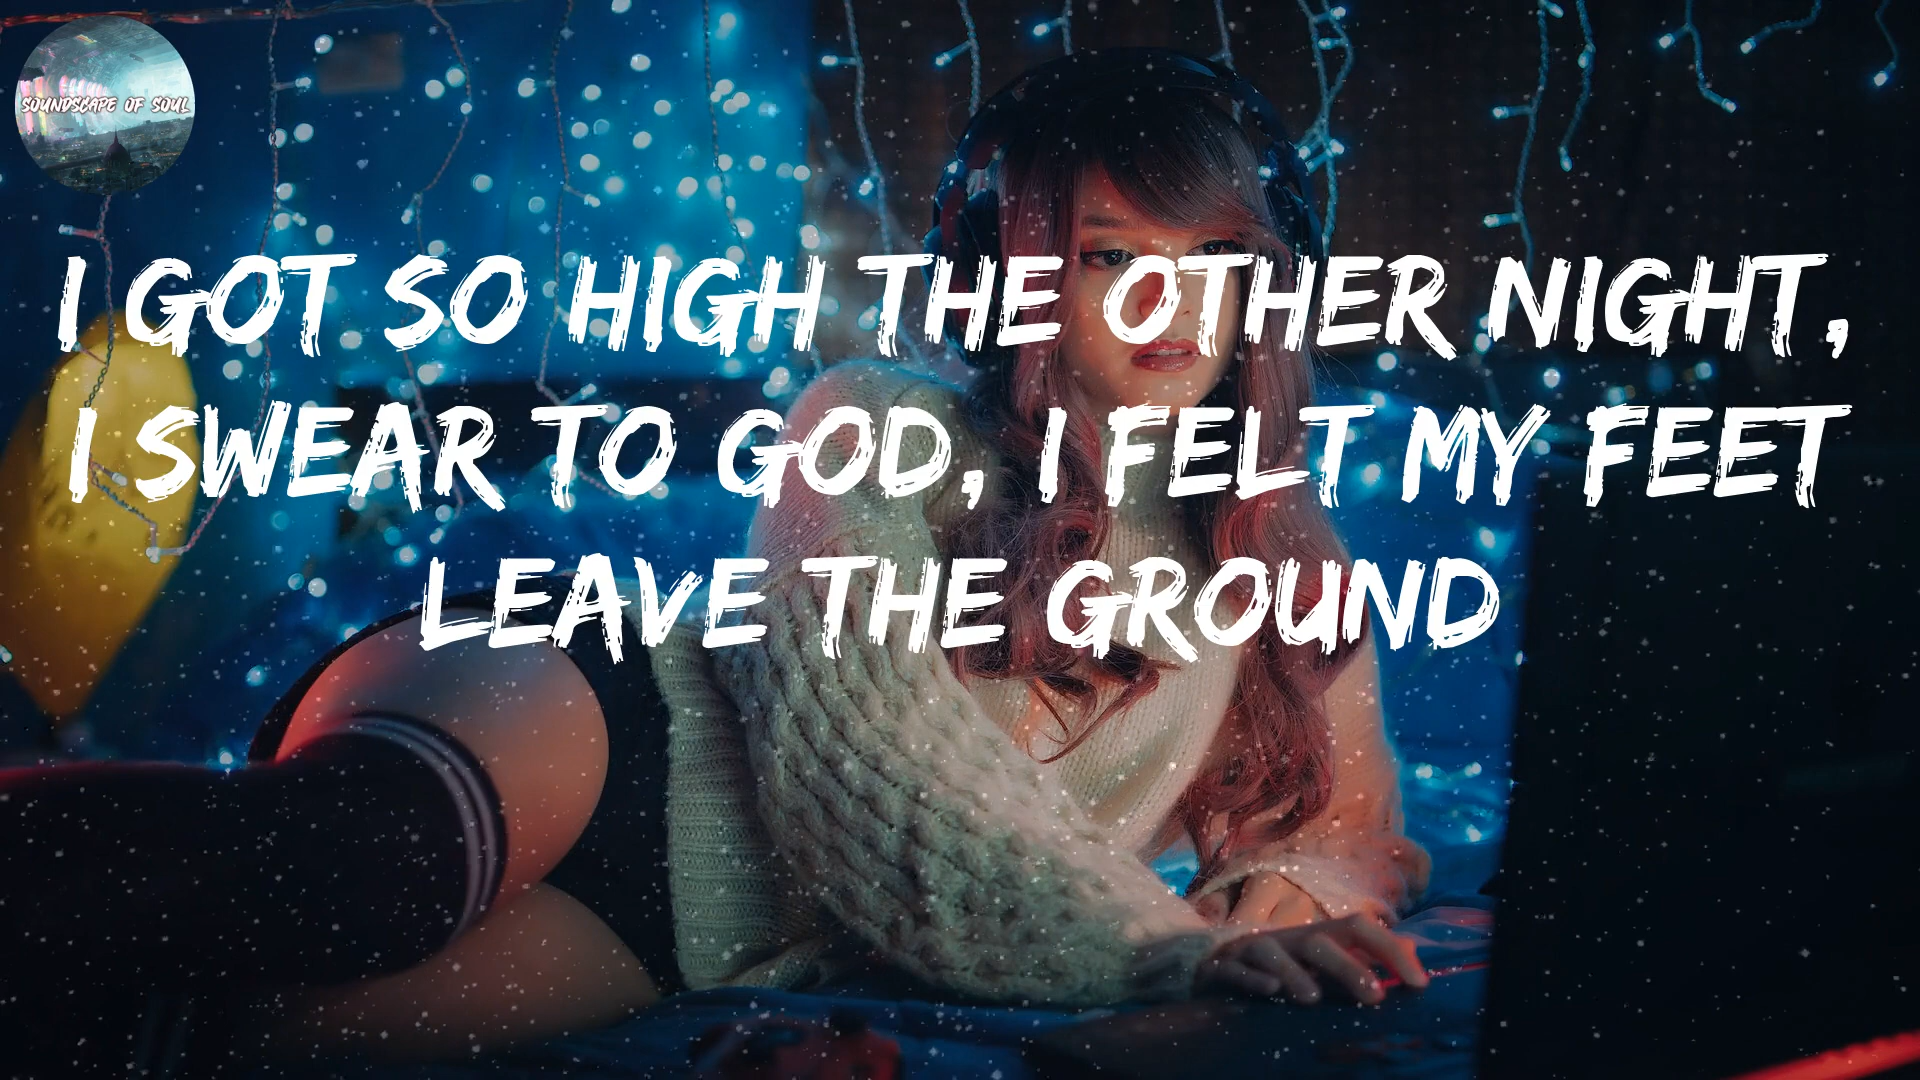 SOUNDSCAPE OF SOUL
I GOT SO HIGH THE OTHER NIGHT,
I SWEAR TO GOD, I FELT MY FEET
LEAVE THE GROUND